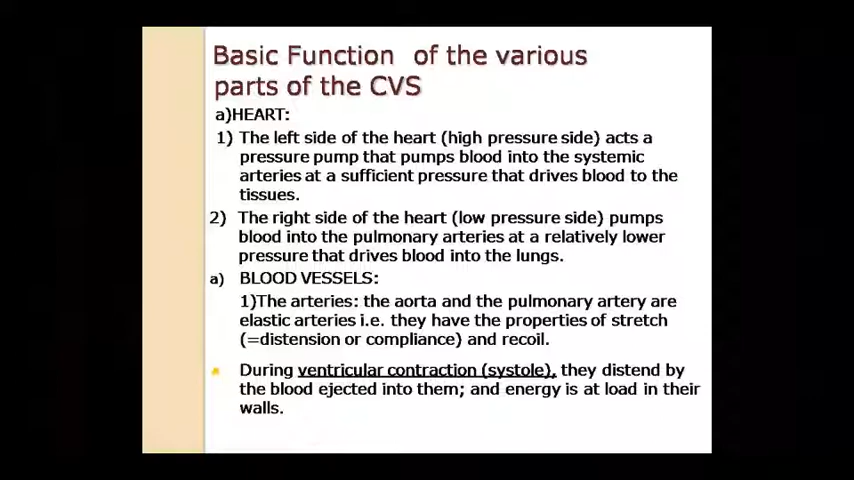 Basic Function of the various
parts of the CVS
a)HEART:
1) The left side of the heart (high pressure side) acts a
pressure pump that pumps blood into the systemic
arteries at a sufficient pressure that drives blood to the
tissues.
2) The right side of the heart (low pressure side) pumps
blood into the pulmonary arteries at a relatively lower
pressure that drives blood into the lungs.
a) BLOOD VESSELS:
1)The arteries: the aorta and the pulmonary artery are
elastic arteries i.e. they have the properties of stretch
(=distension or compliance) and recoil.
During ventricular contraction (systole), they distend by
the blood ejected into them; and energy is at load in their
walls.